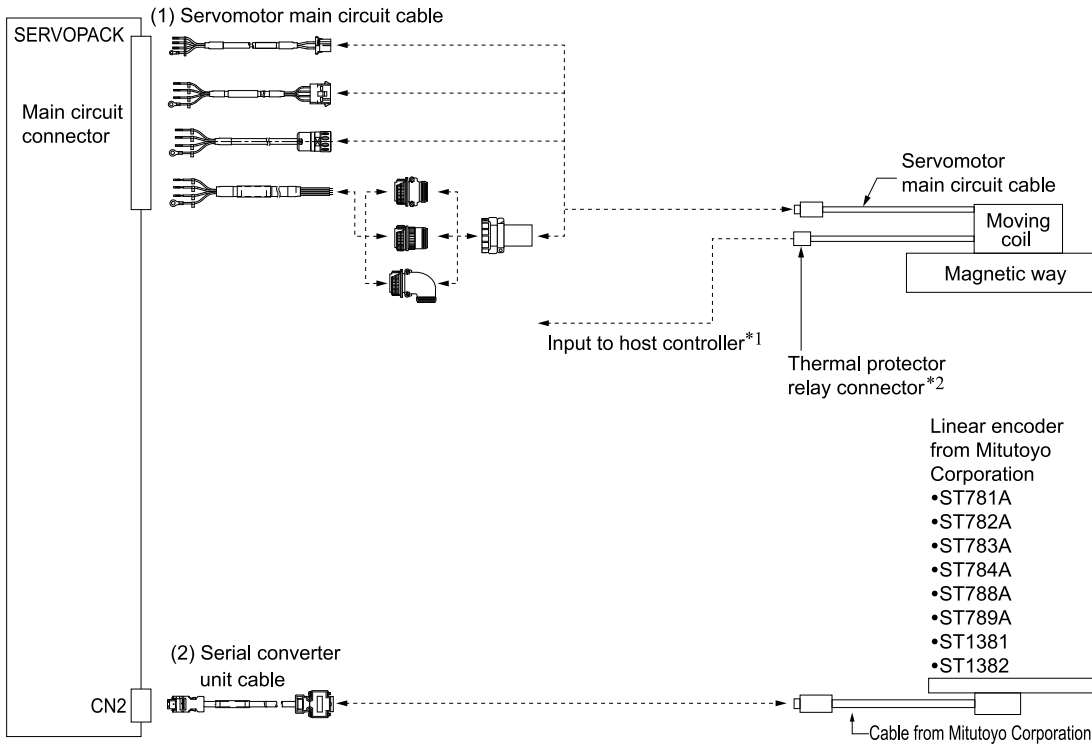 (1) Servomotor main circuit cable
SERVOPACK
Main circuit
connector
Servomotor
main circuit cable
Moving
coil
Magnetic way
Input to host controller*1
Thermal protector
relay connector*2
Linear encoder
from Mitutoyo
Corporation
•ST781A
•ST782A
•ST783A
•ST784A
•ST788A
•ST789A
•ST1381
•ST1382
(2) Serial converter
unit cable
CN2
Cable from Mitutoyo Corporation